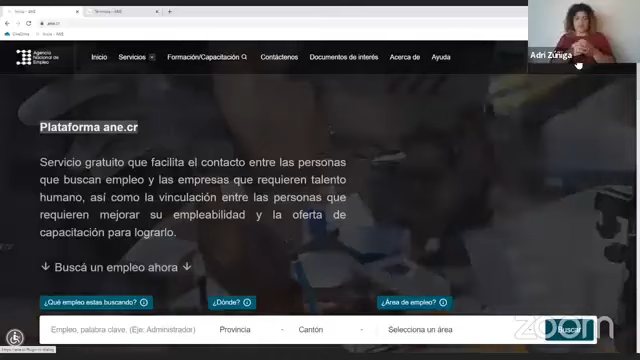 ane.cr
Adri Zúñiga
Agencia
Nacional de
Empleo
Inicio
Servicios
Formación/Capacitación
Contáctenos
Documentos de interés
Acerca de
Ayuda
Plataforma ane.cr
Servicio gratuito que facilita el contacto entre las personas
que buscan empleo y las empresas que requieren talento
humano, así como la vinculación entre las personas que
requieren mejorar su empleabilidad y la oferta de
capacitación para lograrlo.
Buscá un empleo ahora
¿Qué empleo estas buscando?
¿Dónde?
¿Área de empleo?
Empleo, palabra clave, (Eje: Administrador)
Provincia
Cantón
Selecciona un área
Buscar
zoom